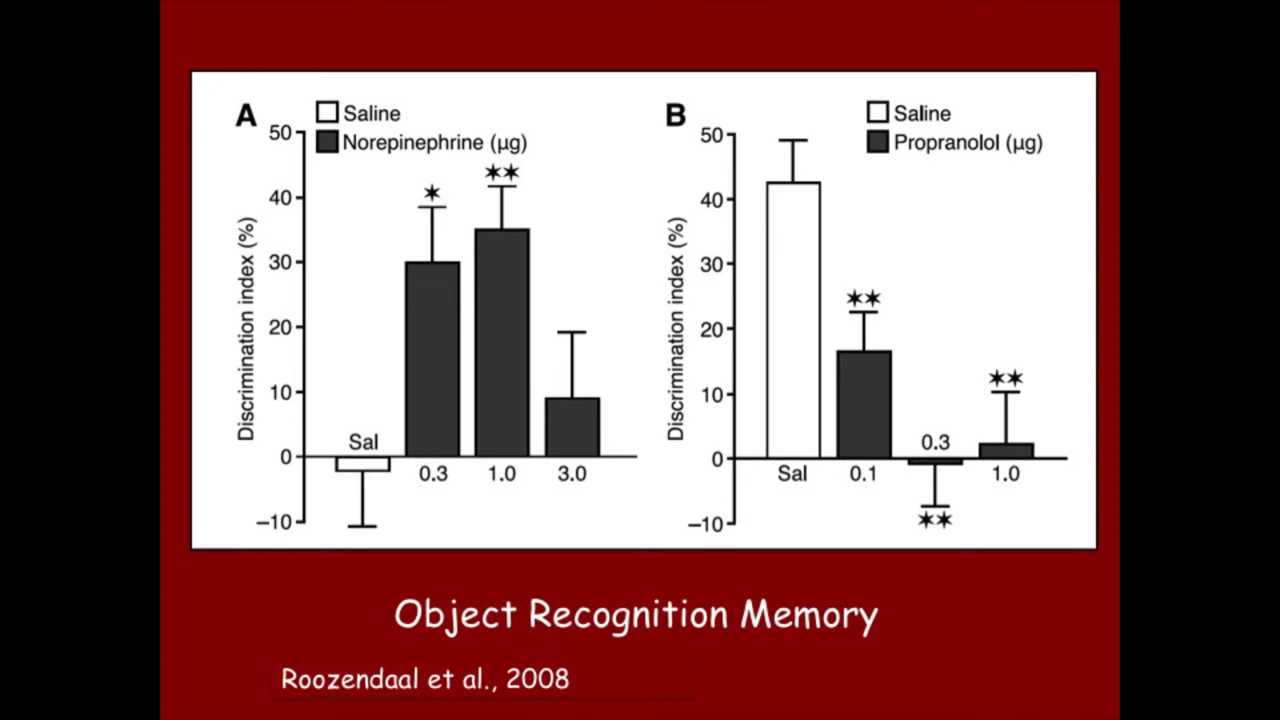 A
Saline
Norepinephrine (µg)
Discrimination index (%)
50
40
30
20
10
0
–10
✶
✶✶
Sal
0.3
1.0
3.0
B
Saline
Propranolol (µg)
Discrimination index (%)
50
40
30
20
10
0
–10
✶✶
✶✶
✶✶
Sal
0.1
0.3
1.0
Object Recognition Memory
Roozendaal et al., 2008